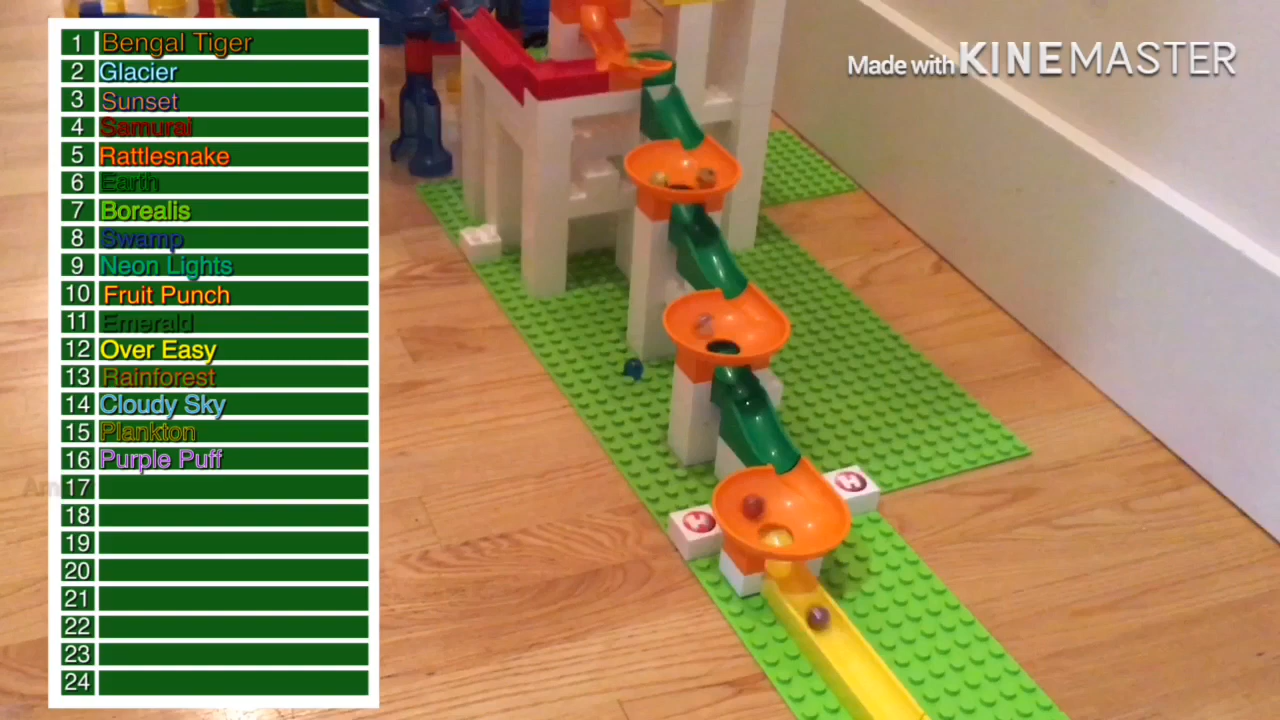 1 Bengal Tiger
2 Glacier
3 Sunset
4 Samurai
5 Rattlesnake
6 Earth
7 Borealis
8 Swamp
9 Neon Lights
10 Fruit Punch
11 Emerald
12 Over Easy
13 Rainforest
14 Cloudy Sky
15 Plankton
16 Purple Puff
17
18
19
20
21
22
23
24
Made with KINEMASTER
H
H